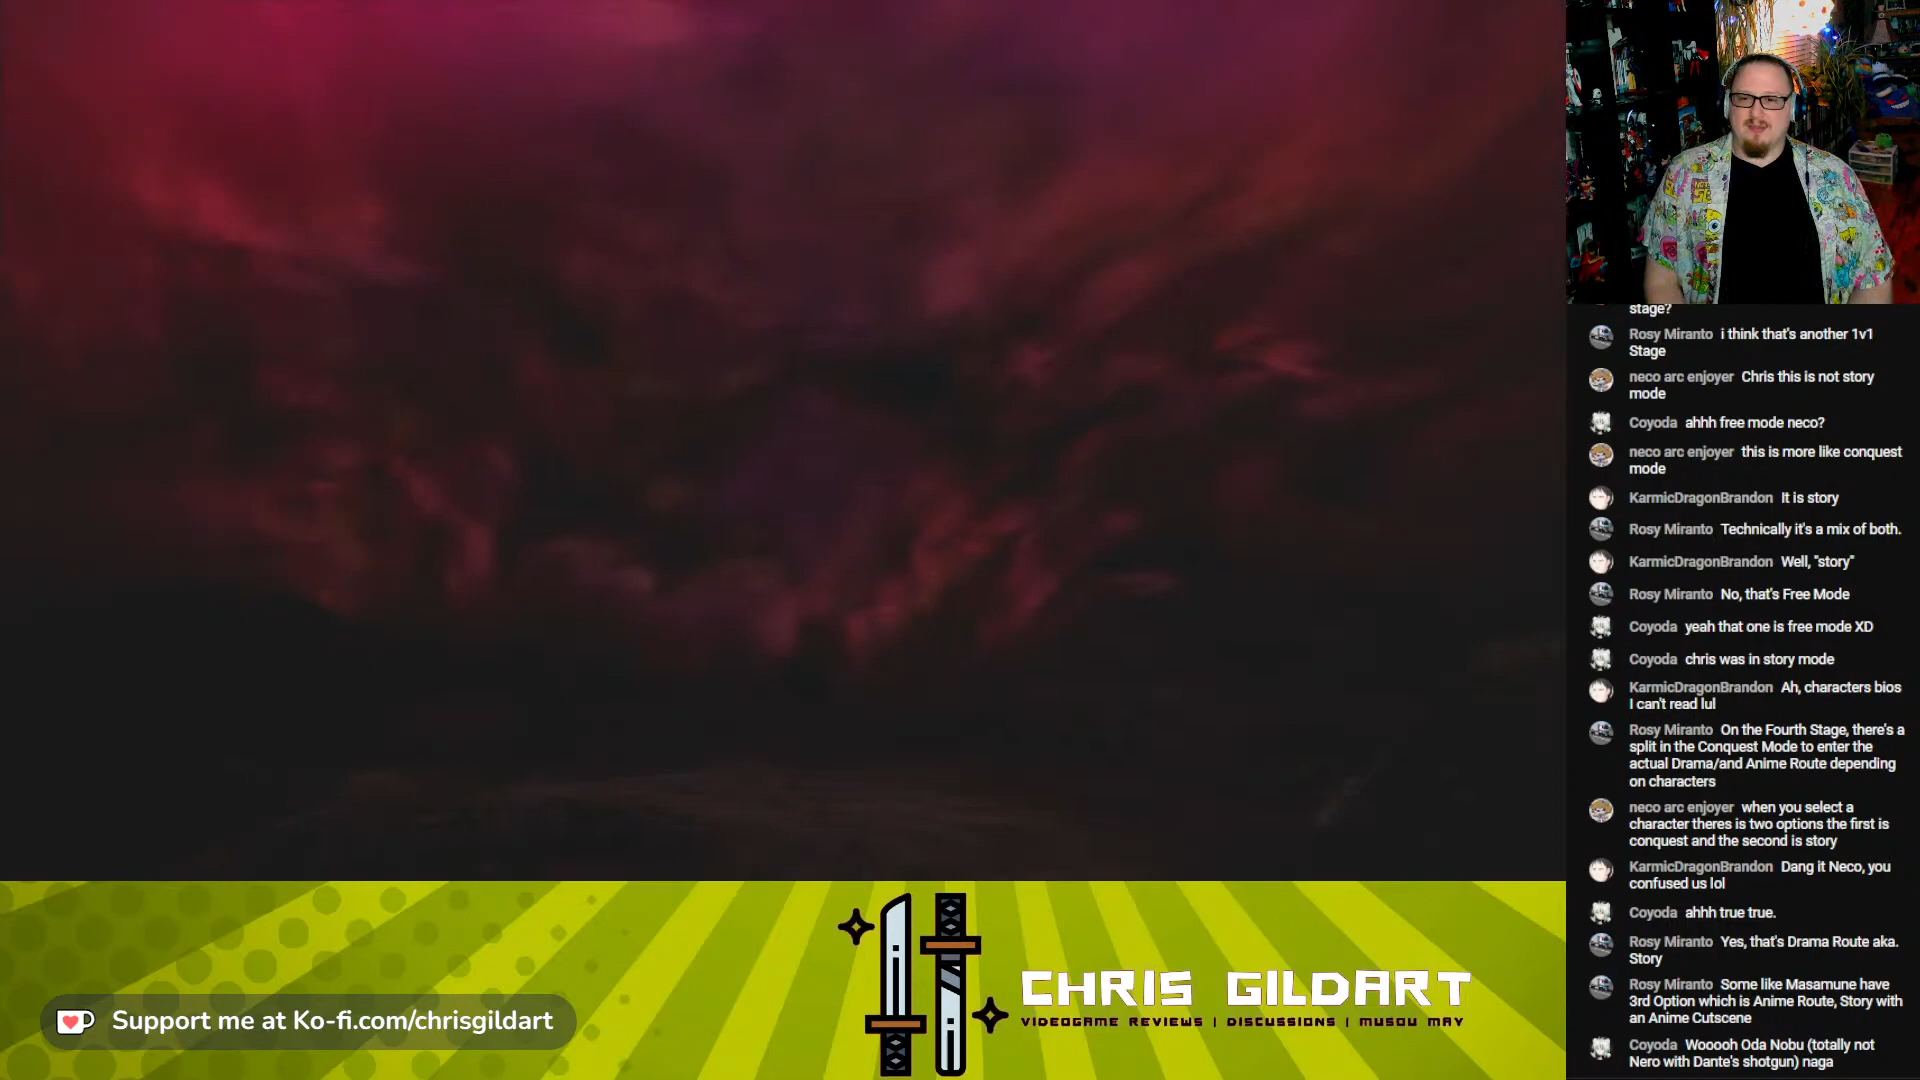 stage?
Rosy Miranto i think that's another 1v1
Stage
neco arc enjoyer Chris this is not story
mode
Coyoda ahhh free mode neco?
neco arc enjoyer this is more like conquest
mode
KarmicDragonBrandon It is story
Rosy Miranto Technically it's a mix of both.
KarmicDragonBrandon Well, "story"
Rosy Miranto No, that's Free Mode
Coyoda yeah that one is free mode XD
Coyoda chris was in story mode
KarmicDragonBrandon Ah, characters bios
I can't read lul
Rosy Miranto On the Fourth Stage, there's a
split in the Conquest Mode to enter the
actual Drama/and Anime Route depending
on characters
neco arc enjoyer when you select a
character theres is two options the first is
conquest and the second is story
KarmicDragonBrandon Dang it Neco, you
confused us lol
Coyoda ahhh true true.
Rosy Miranto Yes, that's Drama Route aka.
Story
Rosy Miranto Some like Masamune have
3rd Option which is Anime Route, Story with
an Anime Cutscene
Coyoda Wooooh Oda Nobu (totally not
Nero with Dante's shotgun) naga
CHRIS GILDART
VIDEOGAME REVIEWS | DISCUSSIONS | MUSOU MAY
Support me at Ko-fi.com/chrisgildart